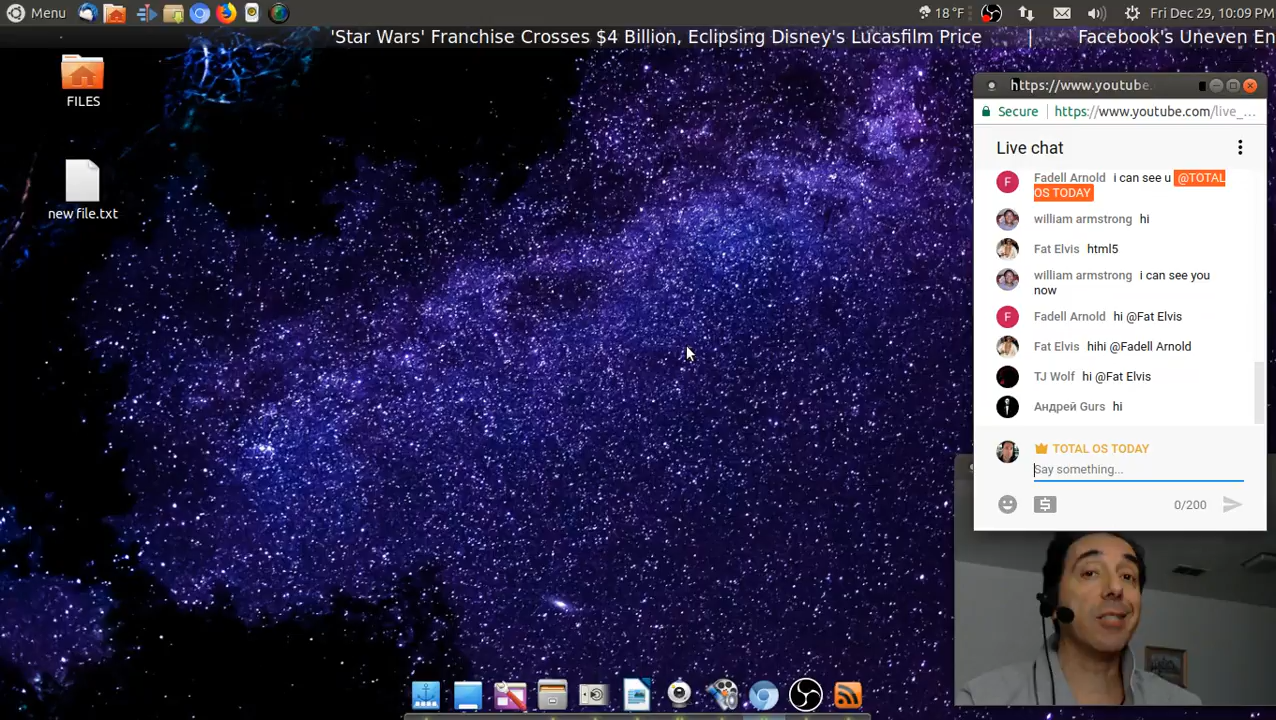 Menu
18 °F
Fri Dec 29, 10:09 PM
'Star Wars' Franchise Crosses $4 Billion, Eclipsing Disney's Lucasfilm Price | Facebook's Uneven En
FILES
new file.txt
https://www.youtube.
Secure https://www.youtube.com/live_...
Live chat
F
Fadell Arnold i can see u @TOTAL
OS TODAY
william armstrong hi
Fat Elvis html5
william armstrong i can see you
now
F
Fadell Arnold hi @Fat Elvis
Fat Elvis hihi @Fadell Arnold
TJ Wolf hi @Fat Elvis
Андрей Gurs hi
TOTAL OS TODAY
Say something...
0/200